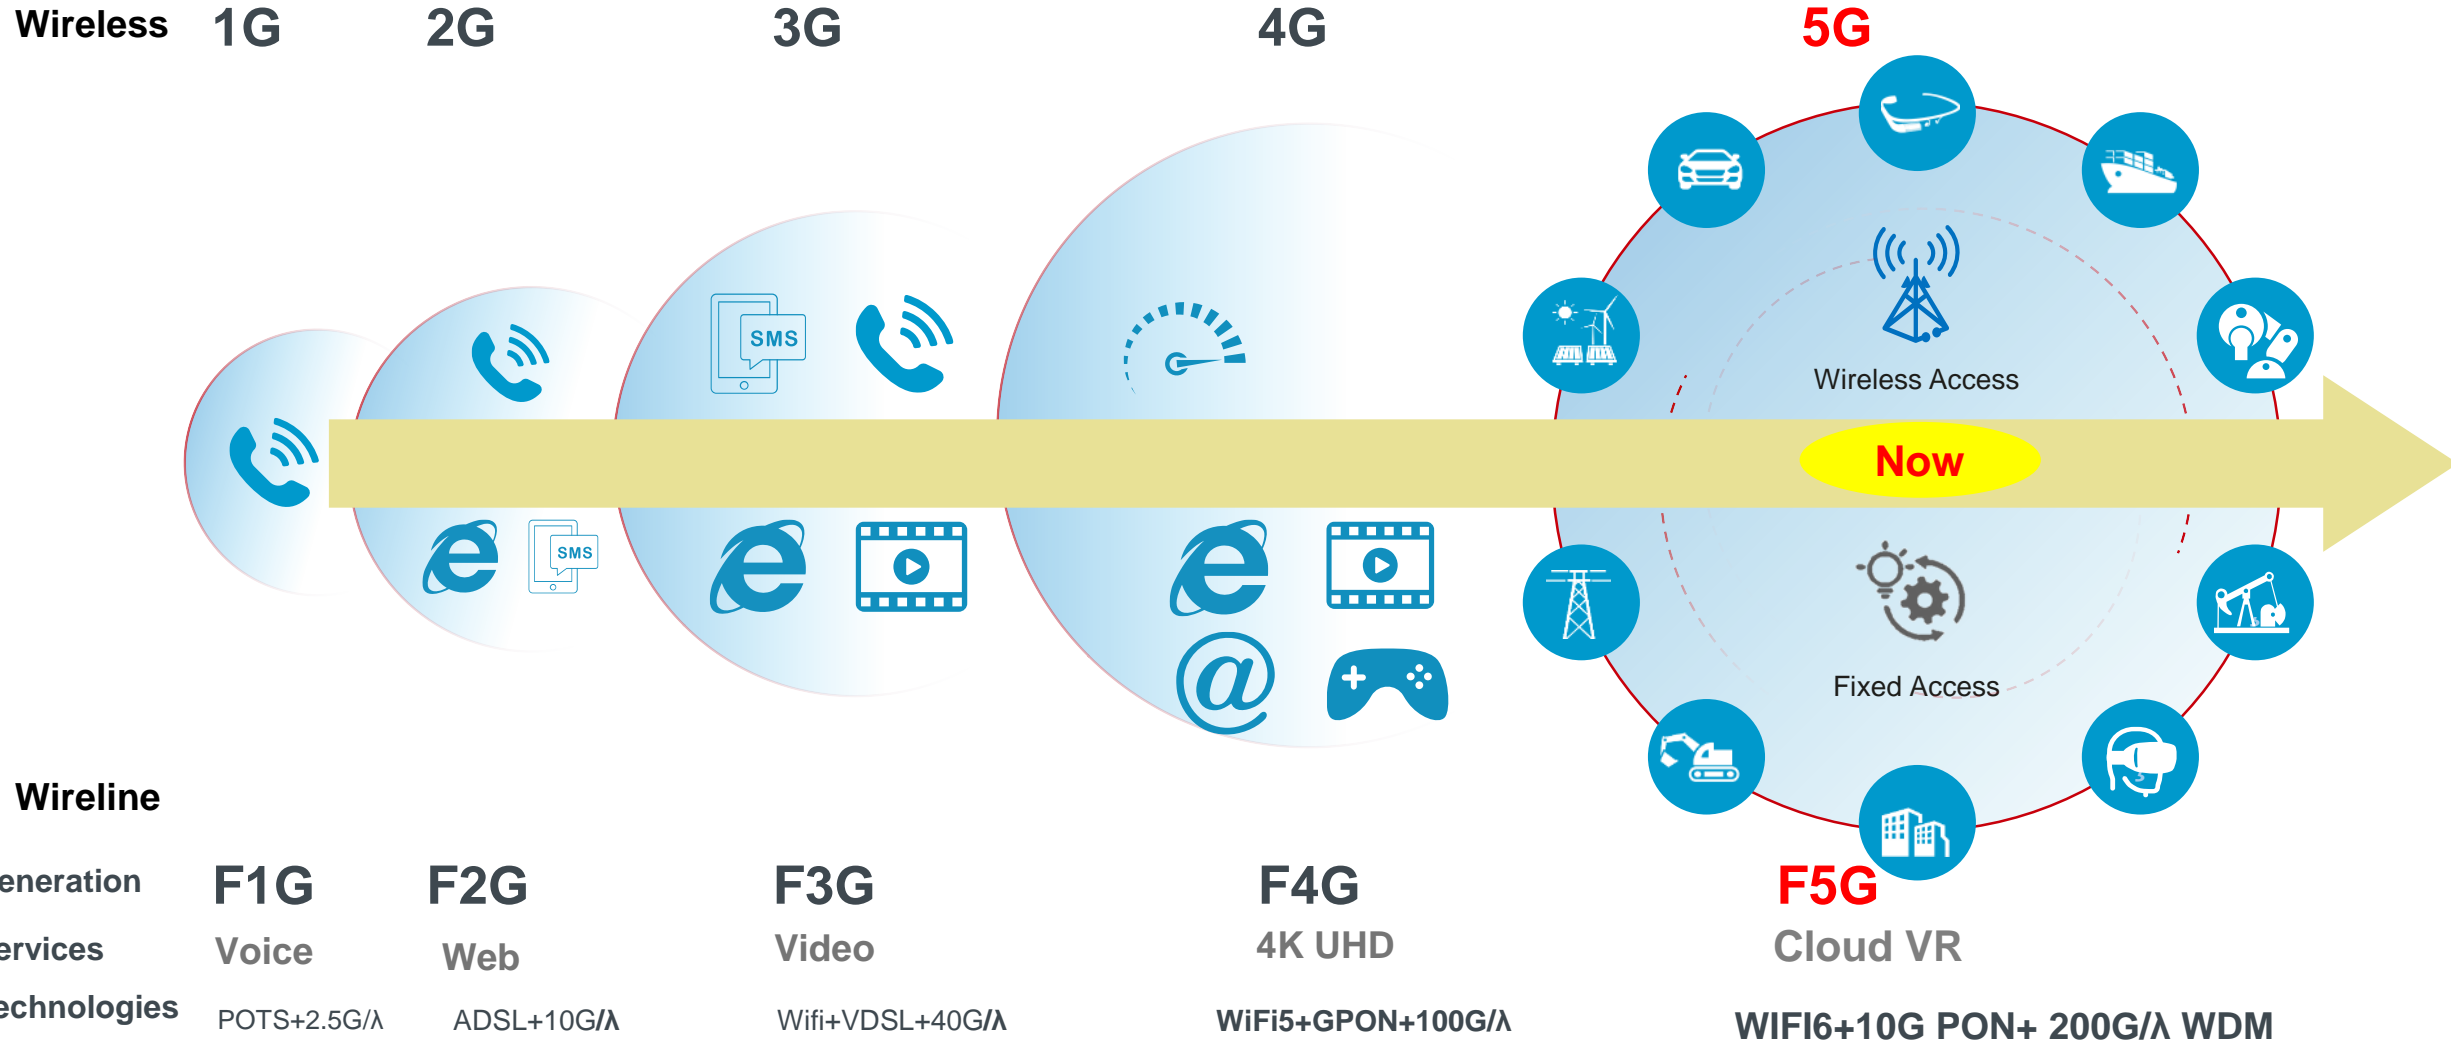 Wireless 1G 2G 3G 4G 5G
SMS
Wireless Access
Now
SMS
Fixed Access
Wireline
eneration F1G F2G F3G F4G F5G
ervices Voice Web Video 4K UHD Cloud VR
echnologies POTS+2.5G/λ ADSL+10G/λ Wifi+VDSL+40G/λ WiFi5+GPON+100G/λ WIFI6+10G PON+ 200G/λ WDM